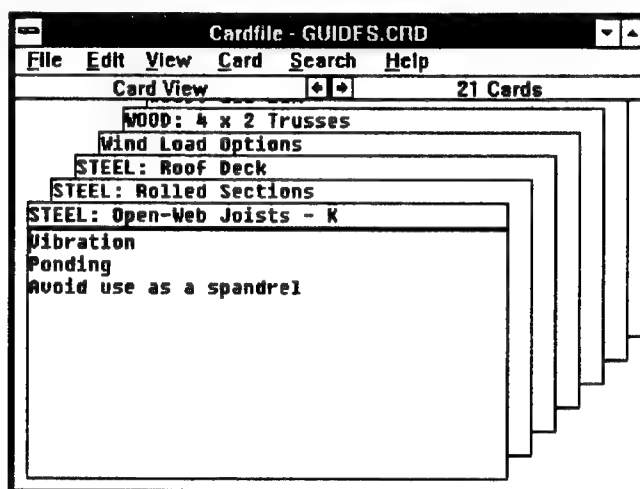 Cardfile - GUIDES.CRD
File Edit View Card Search Help
Card View 21 Cards
WOOD: 4 x 2 Trusses
Wind Load Options
STEEL: Roof Deck
STEEL: Rolled Sections
STEEL: Open-Web Joists - K
Vibration
Ponding
Avoid use as a spandrel